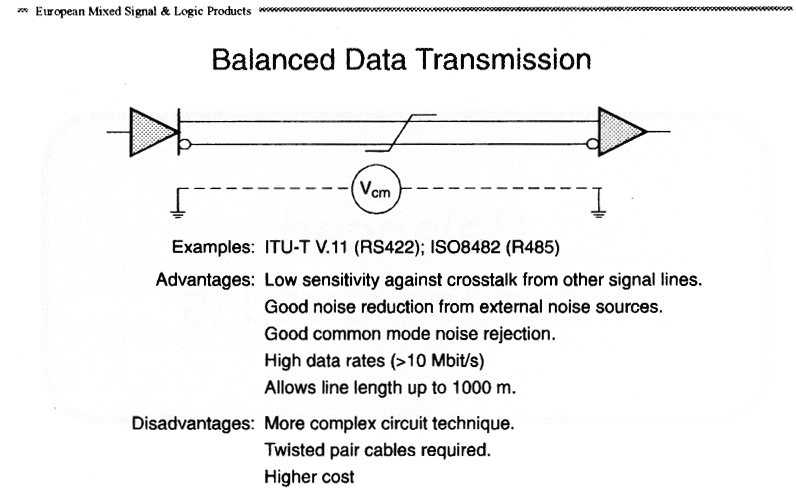 European Mixed Signal & Logic Products
Balanced Data Transmission
Vcm
Examples: ITU-T V.11 (RS422); ISO8482 (R485)
Advantages: Low sensitivity against crosstalk from other signal lines.
Good noise reduction from external noise sources.
Good common mode noise rejection.
High data rates (>10 Mbit/s)
Allows line length up to 1000 m.
Disadvantages: More complex circuit technique.
Twisted pair cables required.
Higher cost